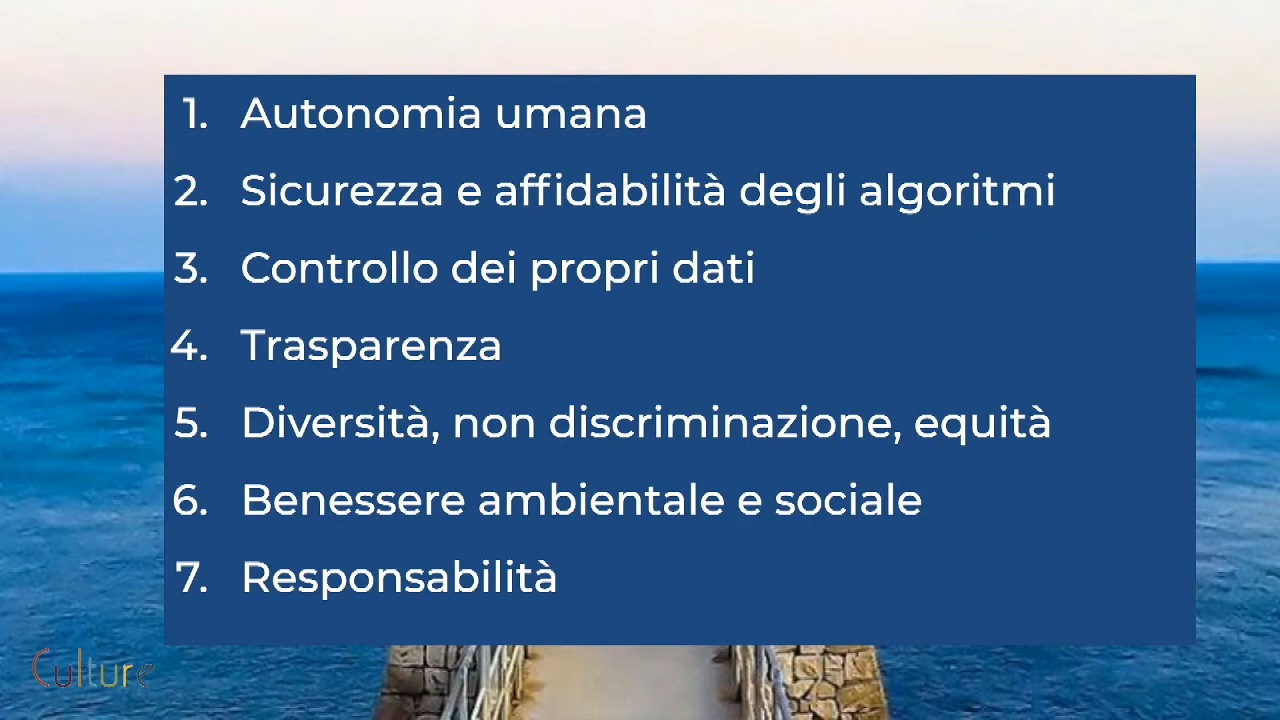 1. Autonomia umana
2. Sicurezza e affidabilità degli algoritmi
3. Controllo dei propri dati
4. Trasparenza
5. Diversità, non discriminazione, equità
6. Benessere ambientale e sociale
7. Responsabilità
Culture